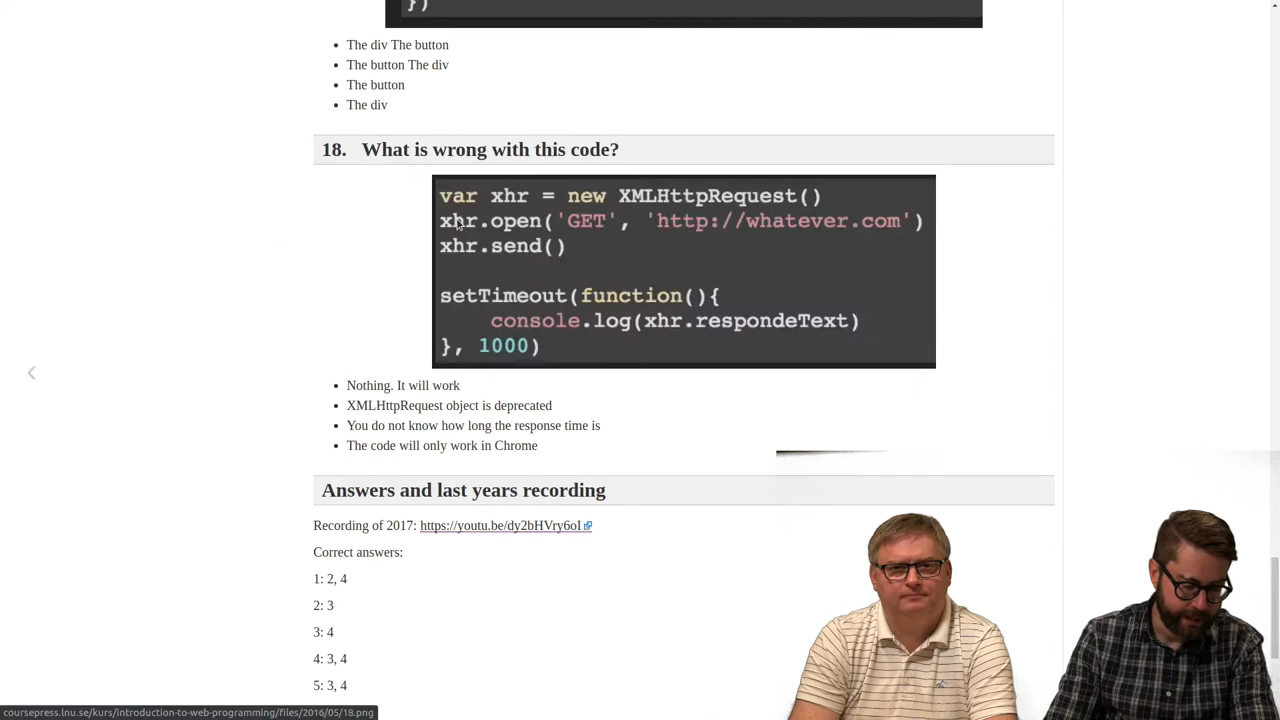 })
The div The button
The button The div
The button
The div
18. What is wrong with this code?
var xhr = new XMLHttpRequest()
xhr.open('GET', 'http://whatever.com')
xhr.send()
setTimeout(function(){
console.log(xhr.respondeText)
}, 1000)
Nothing. It will work
XMLHttpRequest object is deprecated
You do not know how long the response time is
The code will only work in Chrome
Answers and last years recording
Recording of 2017: https://youtu.be/dy2bHVry6oI
Correct answers:
1: 2, 4
2: 3
3: 4
4: 3, 4
5: 3, 4
coursepress.lnu.se/kurs/introduction-to-web-programming/files/2016/05/18.png